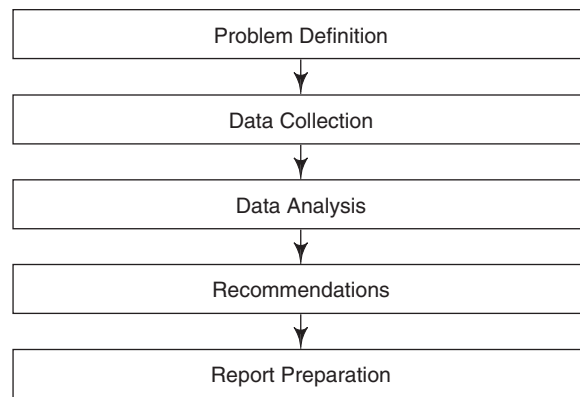 Problem Definition
Data Collection
Data Analysis
Recommendations
Report Preparation